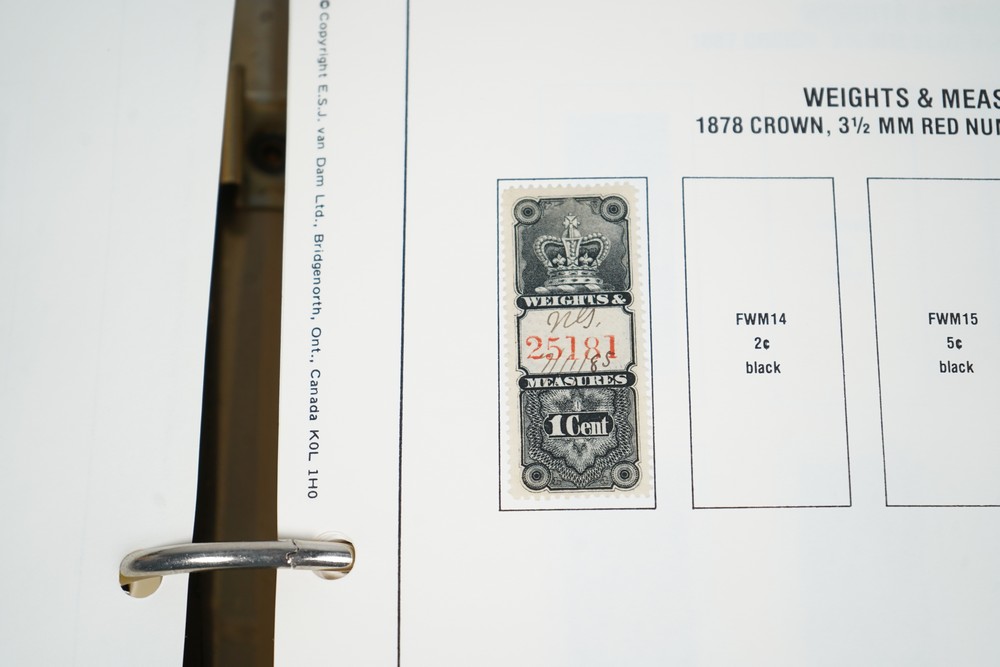 ©Copyright E.S.J. van Dam Ltd., Bridgenorth, Ont., Canada K0L 1H0
WEIGHTS & MEAS
1878 CROWN, 3½ MM RED NUM
WEIGHTS &
25181
MEASURES
1 Cent
FWM14
2¢
black
FWM15
5¢
black